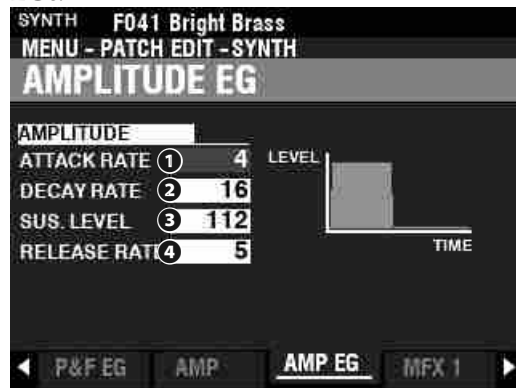 SYNTH F041 Bright Brass
MENU - PATCH EDIT - SYNTH
AMPLITUDE EG
AMPLITUDE
ATTACK RATE 1 4
DECAY RATE 2 16
SUS. LEVEL 3 112
RELEASE RATE 4 5
LEVEL
TIME
P&F EG AMP AMP EG MFX 1